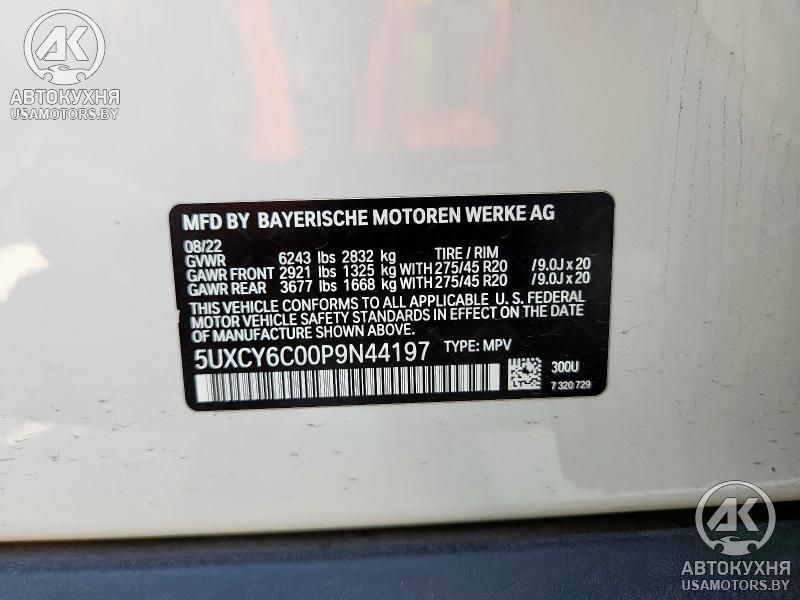 AK
АВТОКУХНЯ
USAMOTORS.BY
MFD BY BAYERISCHE MOTOREN WERKE AG
08/22
GVWR 6243 lbs 2832 kg TIRE / RIM
GAWR FRONT 2921 lbs 1325 kg WITH 275/45 R20 /9.0J x 20
GAWR REAR 3677 lbs 1668 kg WITH 275/45 R20 /9.0J x 20
THIS VEHICLE CONFORMS TO ALL APPLICABLE U. S. FEDERAL
MOTOR VEHICLE SAFETY STANDARDS IN EFFECT ON THE DATE
OF MANUFACTURE SHOWN ABOVE.
5UXCY6C00P9N44197 TYPE: MPV
300U
7 320 729
AK
АВТОКУХНЯ
USAMOTORS.BY